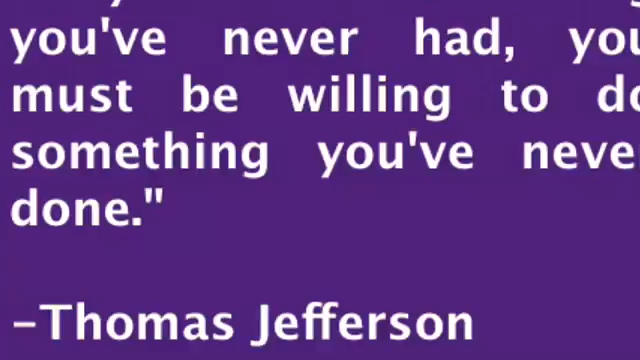 you've never had, you
must be willing to do
something you've never
done."
-Thomas Jefferson